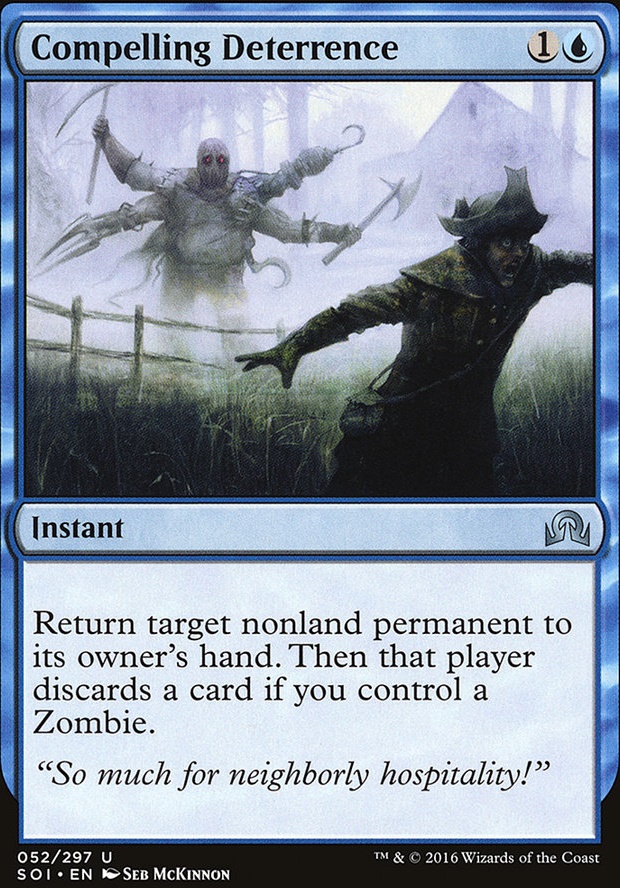 Compelling Deterrence 1
Instant
Return target nonland permanent to
its owner's hand. Then that player
discards a card if you control a
Zombie.
“So much for neighborly hospitality!”
052/297 U
SOI • EN Seb McKinnon
™ & © 2016 Wizards of the Coast